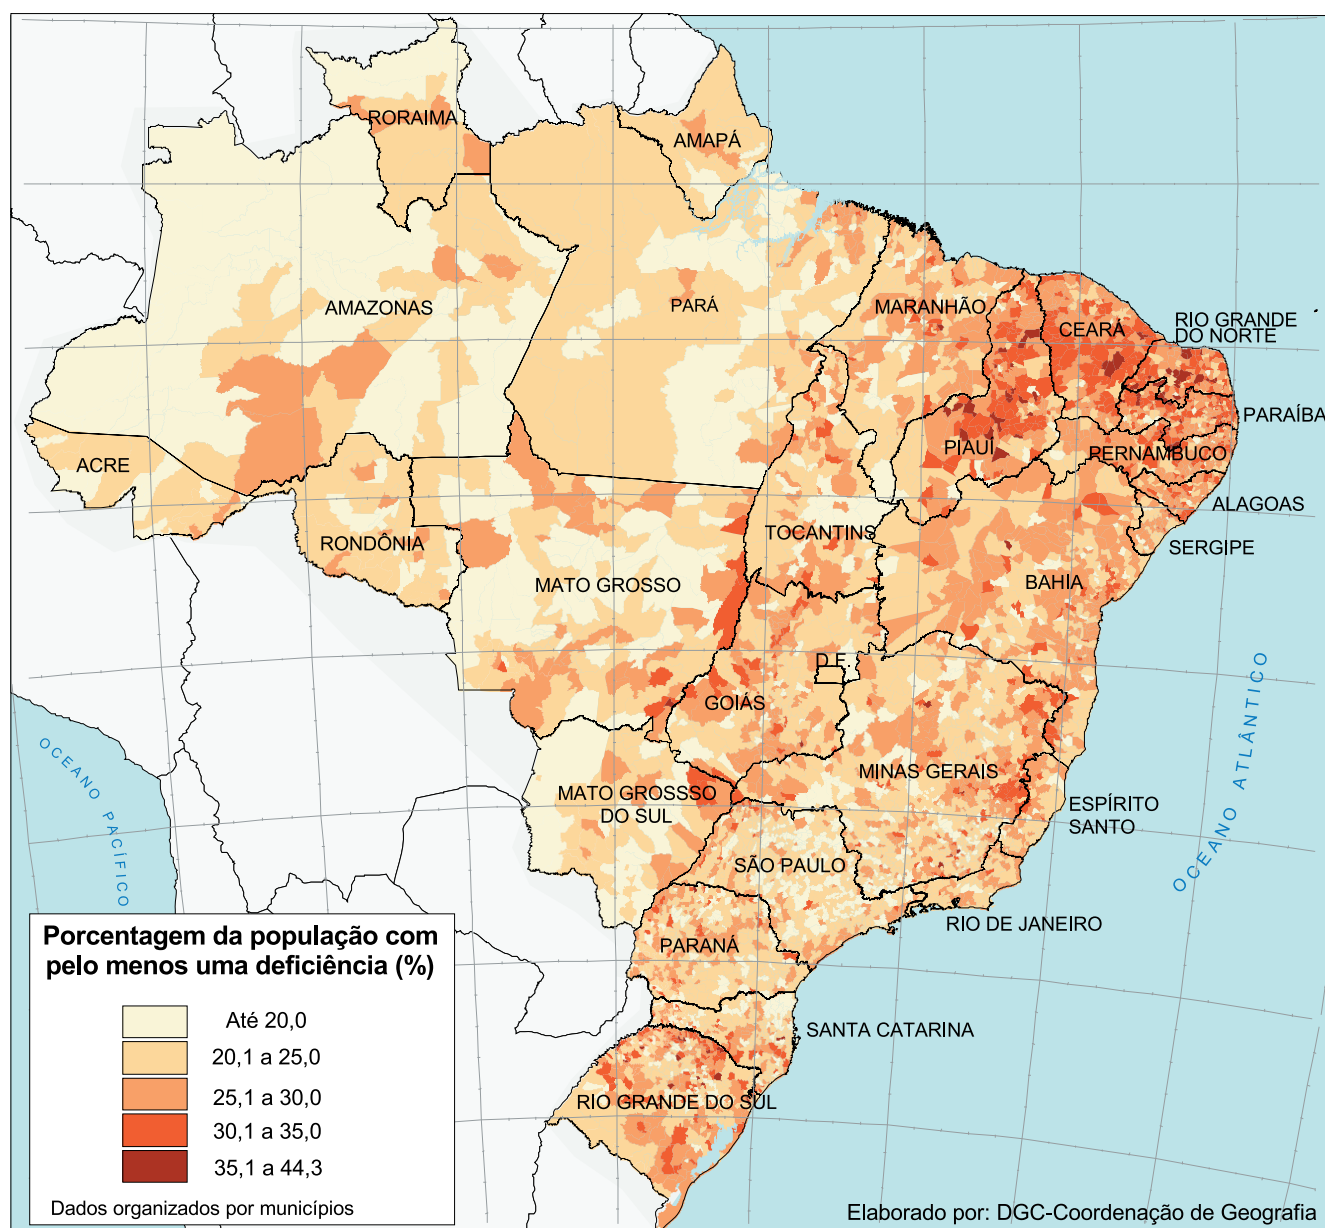 RORAIMA
AMAPÁ
AMAZONAS
PARÁ
MARANHÃO
CEARÁ
RIO GRANDE
DO NORTE
PARAÍBA
PIAUÍ
PERNAMBUCO
ACRE
ALAGOAS
TOCANTINS
RONDÔNIA
SERGIPE
MATO GROSSO
BAHIA
D.F.
GOIÁS
OCEANO ATLÂNTICO
OCEANO PACÍFICO
MINAS GERAIS
MATO GROSSSO
DO SUL
ESPÍRITO
SANTO
SÃO PAULO
RIO DE JANEIRO
PARANÁ
SANTA CATARINA
RIO GRANDE DO SUL
Porcentagem da população com
pelo menos uma deficiência (%)
Até 20,0
20,1 a 25,0
25,1 a 30,0
30,1 a 35,0
35,1 a 44,3
Dados organizados por municípios
Elaborado por: DGC-Coordenação de Geografia